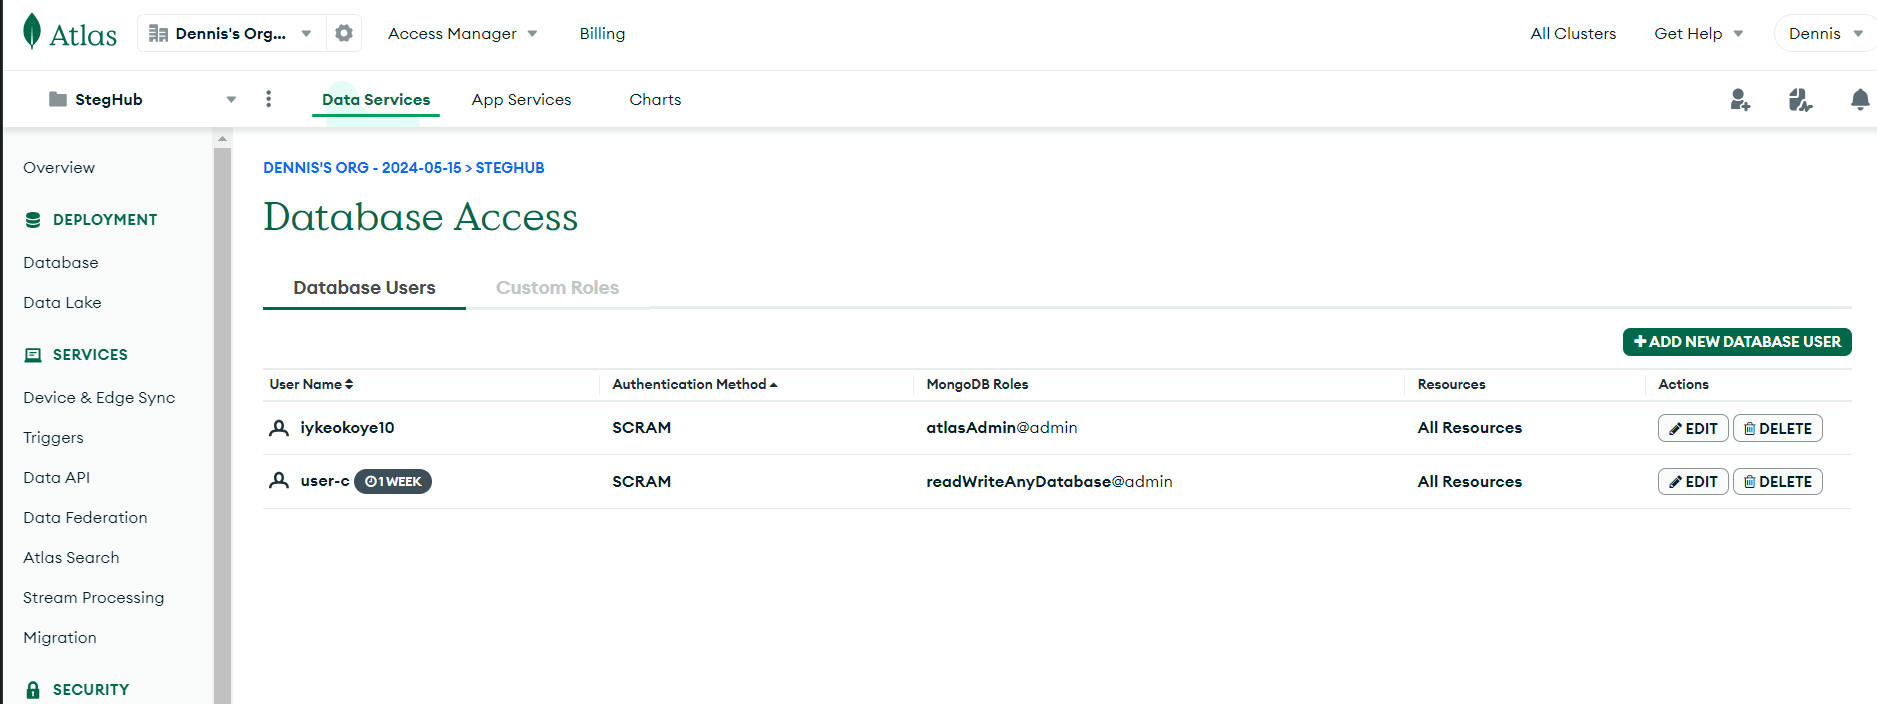 Atlas
Dennis's Org...
Access Manager
Billing
All Clusters
Get Help
Dennis
StegHub
Data Services
App Services
Charts
Overview
DEPLOYMENT
Database
Data Lake
SERVICES
Device & Edge Sync
Triggers
Data API
Data Federation
Atlas Search
Stream Processing
Migration
SECURITY
DENNIS'S ORG - 2024-05-15 > STEGHUB
Database Access
Database Users
Custom Roles
+ ADD NEW DATABASE USER
User Name Authentication Method MongoDB Roles Resources Actions
iykeokoye10 SCRAM atlasAdmin@admin All Resources EDIT DELETE
user-c 1 WEEK SCRAM readWriteAnyDatabase@admin All Resources EDIT DELETE